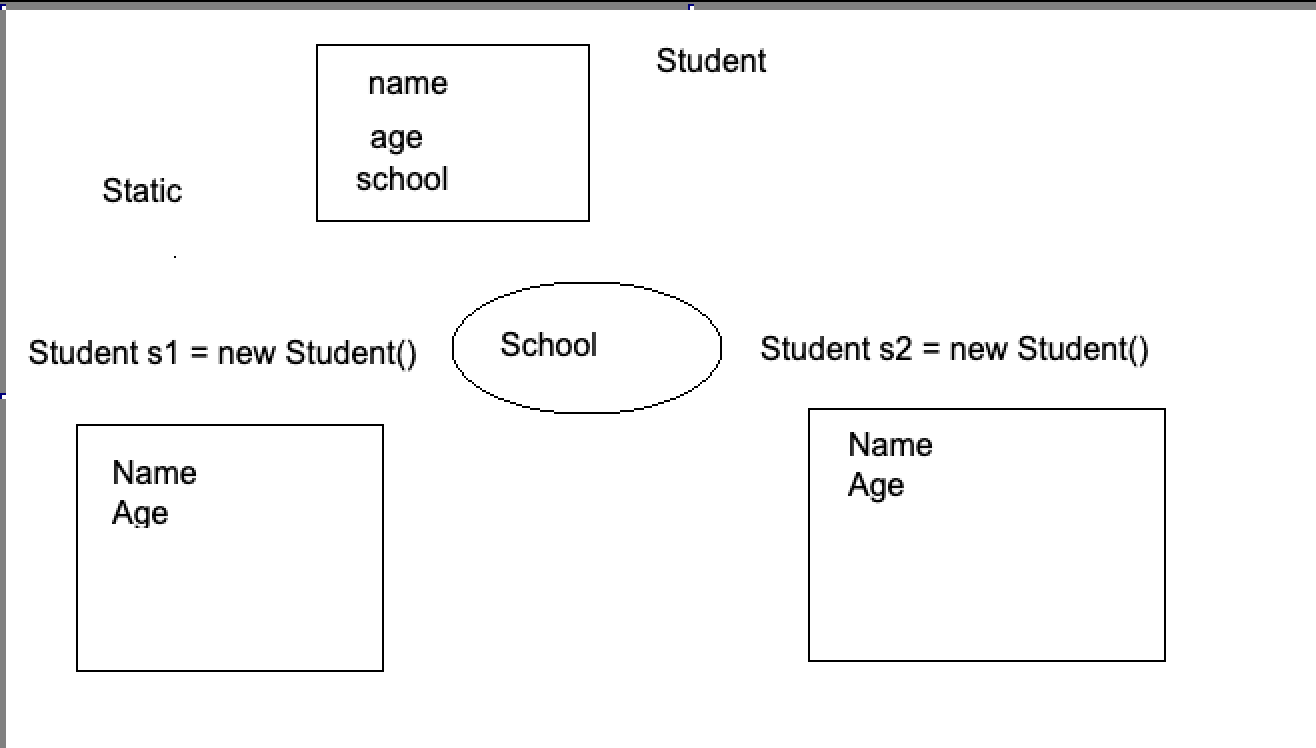 Student
name
age
school
Static
Student s1 = new Student()
School
Student s2 = new Student()
Name
Age
Name
Age